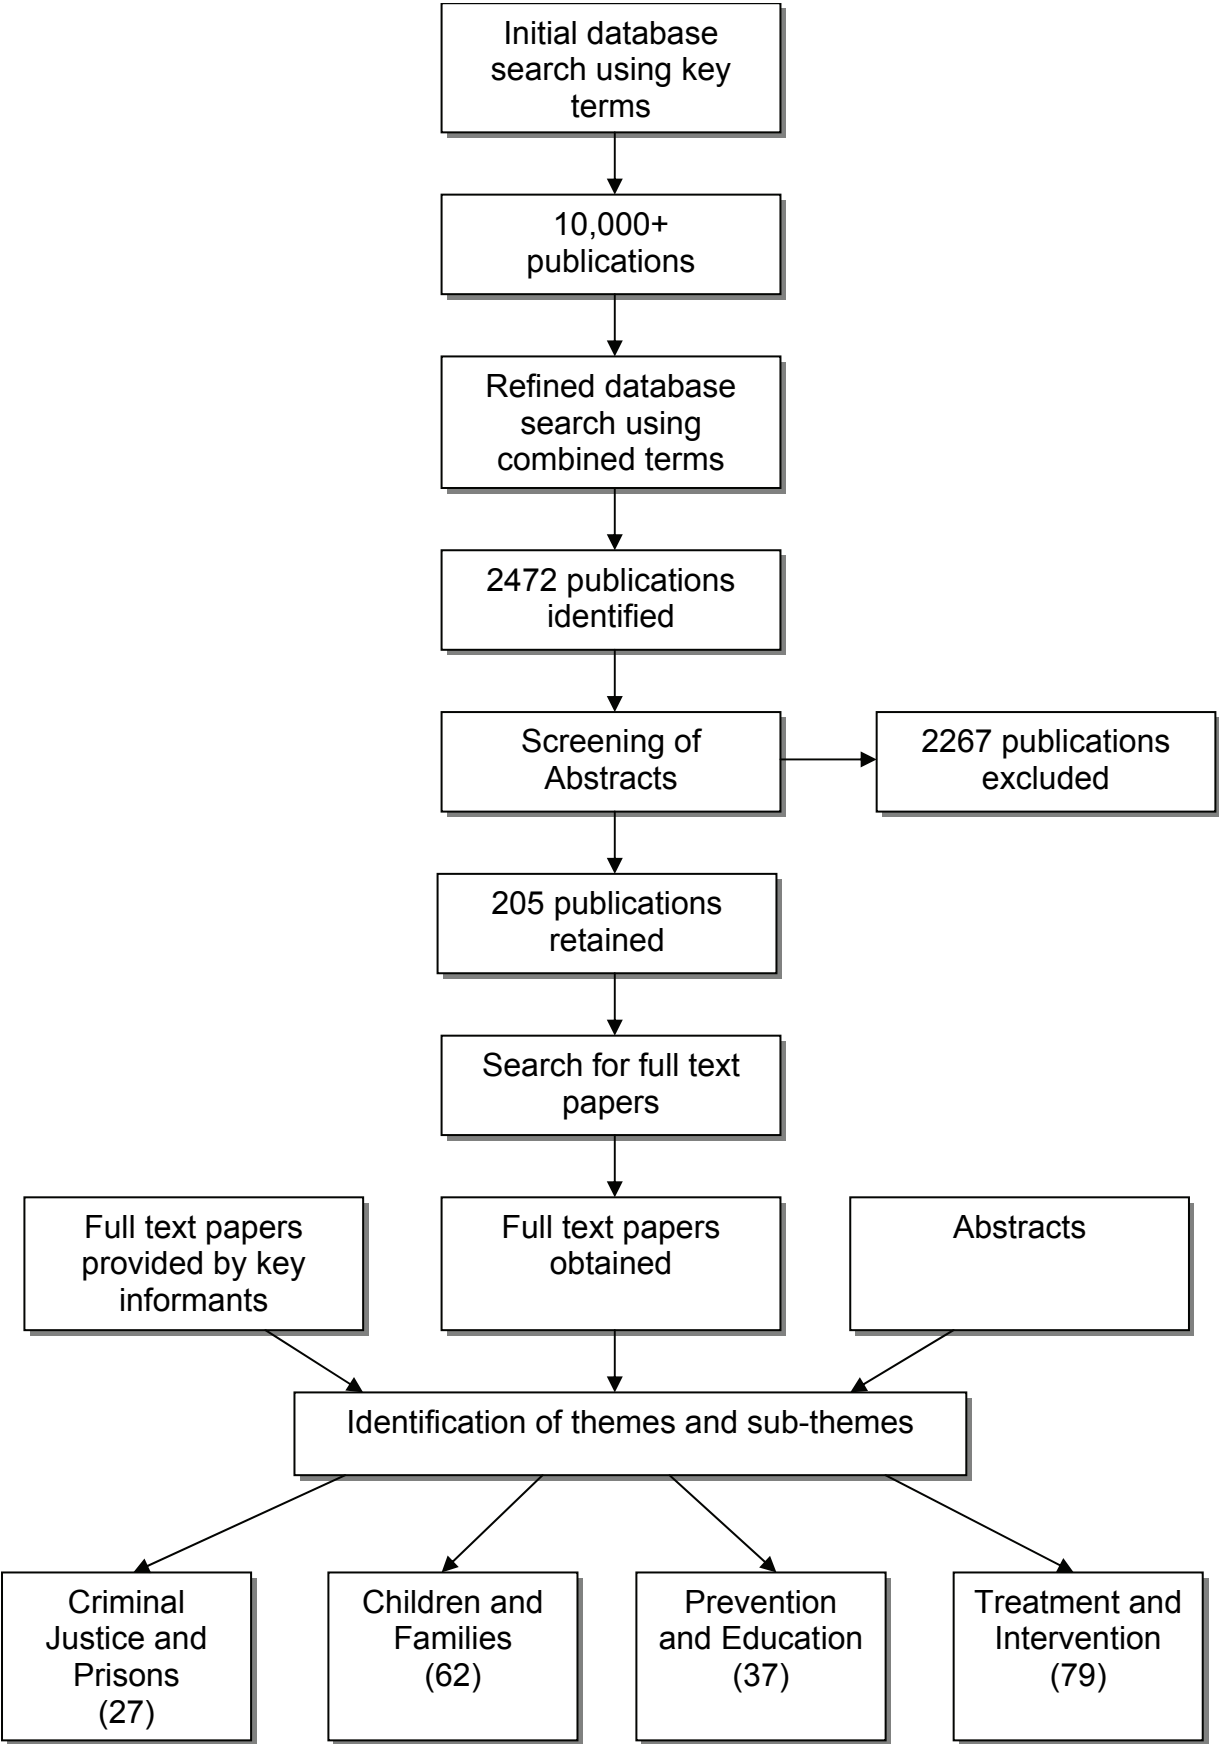 Initial database
search using key
terms
10,000+
publications
Refined database
search using
combined terms
2472 publications
identified
Screening of
Abstracts
2267 publications
excluded
205 publications
retained
Search for full text
papers
Full text papers
provided by key
informants
Full text papers
obtained
Abstracts
Identification of themes and sub-themes
Criminal
Justice and
Prisons
(27)
Children and
Families
(62)
Prevention
and Education
(37)
Treatment and
Intervention
(79)